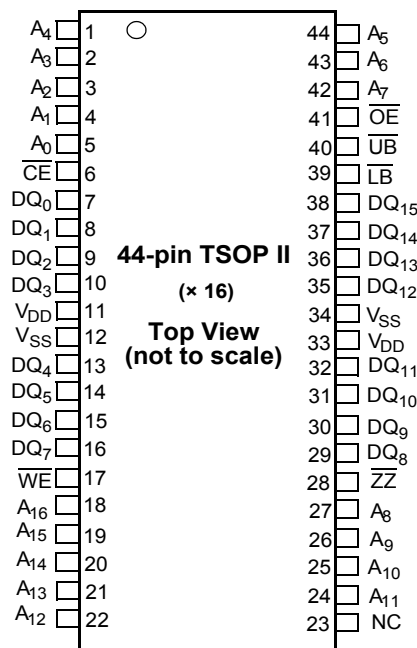 A4 1 44 A5
A3 2 43 A6
A2 3 42 A7
A1 4 41 OE
A0 5 40 UB
CE 6 39 LB
DQ0 7 38 DQ15
DQ1 8 37 DQ14
DQ2 9 36 DQ13
DQ3 10 35 DQ12
VDD 11 34 VSS
VSS 12 33 VDD
DQ4 13 32 DQ11
DQ5 14 31 DQ10
DQ6 15 30 DQ9
DQ7 16 29 DQ8
WE 17 28 ZZ
A16 18 27 A8
A15 19 26 A9
A14 20 25 A10
A13 21 24 A11
A12 22 23 NC
44-pin TSOP II
(× 16)
Top View
(not to scale)